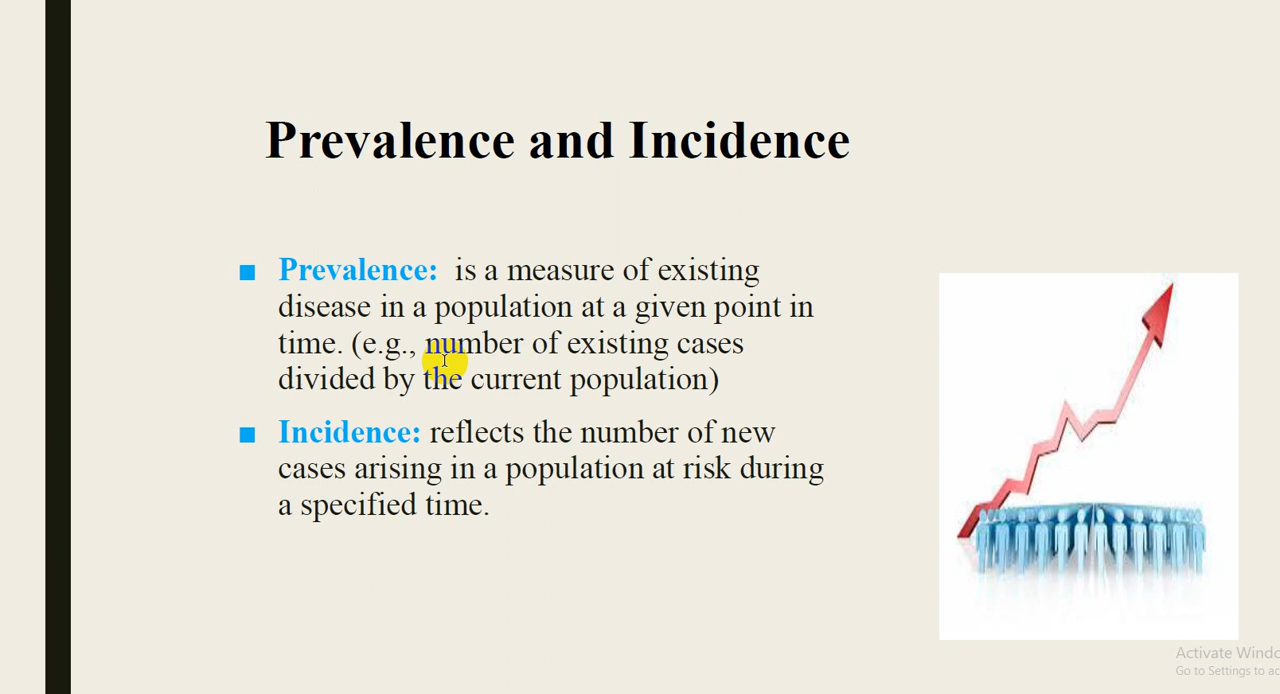 Prevalence and Incidence
■ Prevalence:  is a measure of existing
disease in a population at a given point in
time. (e.g., number of existing cases
divided by the current population)
■ Incidence: reflects the number of new
cases arising in a population at risk during
a specified time.
Activate Windo
Go to Settings to ac